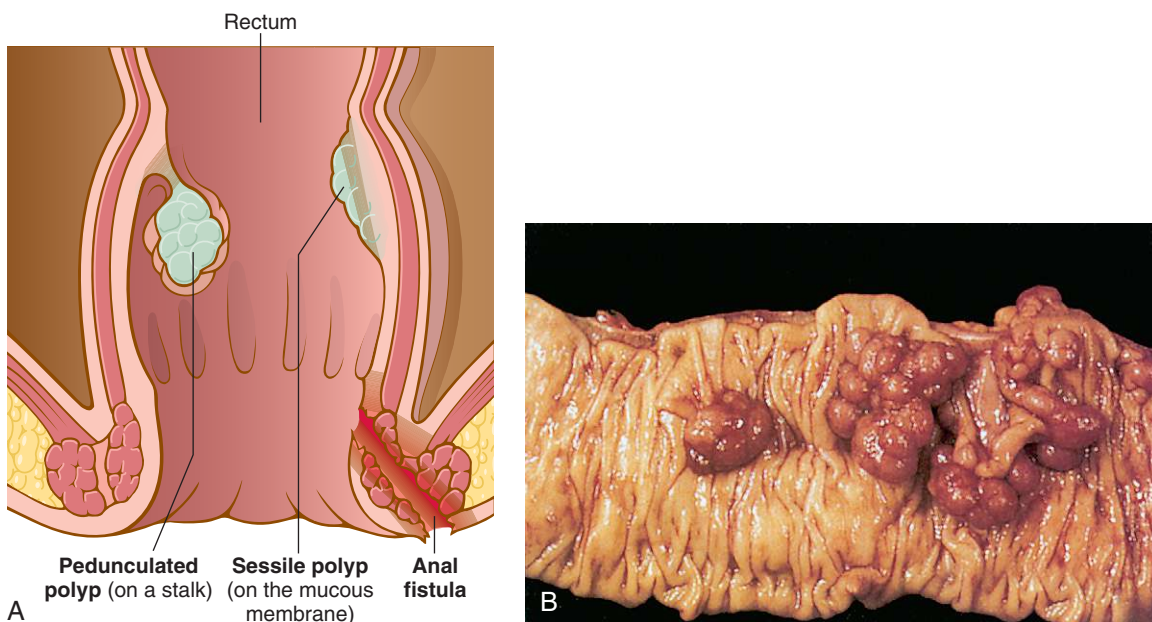 Rectum
Pedunculated
polyp (on a stalk)
Sessile polyp
(on the mucous
membrane)
Anal
fistula
A
B